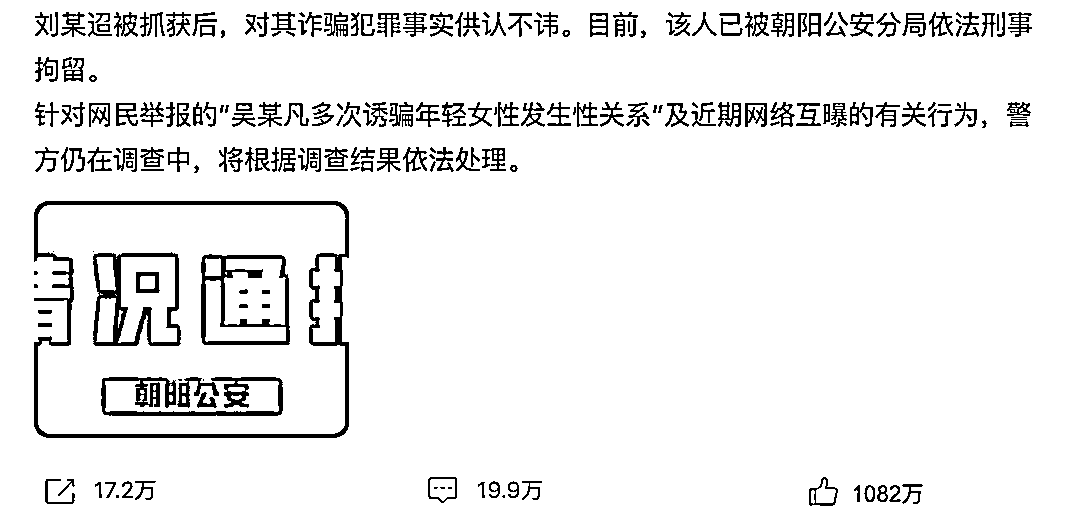 刘某迢被抓获后，对其诈骗犯罪事实供认不讳。目前，该人已被朝阳公安分局依法刑事
拘留。
针对网民举报的“吴某凡多次诱骗年轻女性发生性关系”及近期网络互曝的有关行为，警
方仍在调查中，将根据调查结果依法处理。
情况通报
朝阳公安
17.2万
19.9万
1082万